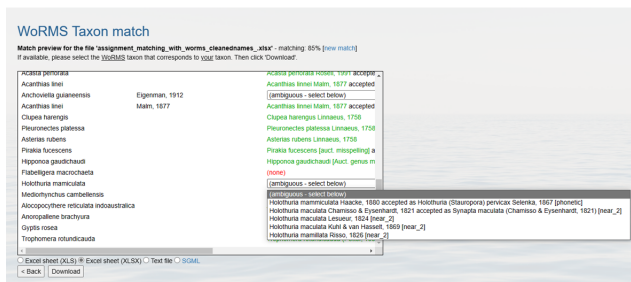 WoRMS Taxon match
Match preview for the file 'assignment_matching_with_worms_cleanednames_.xlsx' - matching: 85% [new match]
If available, please select the WoRMS taxon that corresponds to your taxon. Then click 'Download'.
Acasta perforata Acasta perforata Rosell, 1991 accepte
Acanthias linei Acanthias linei Malm, 1877 accepted
Anchoviella guianeensis Eigenman, 1912 (ambiguous - select below)
Acanthias linei Malm, 1877 Acanthias linei Malm, 1877 accepted
Clupea harengis Clupea harengus Linnaeus, 1758
Pleuronectes platessa Pleuronectes platessa Linnaeus, 1758
Asterias rubens Asterias rubens Linnaeus, 1758
Pirakia fucescens Pirakia fucescens [auct. misspelling] a
Hipponoa gaudichaudi Hipponoa gaudichaudi [Auct. genus m
Flabelligera macrochaeta (none)
Holothuria mamiculata (ambiguous - select below)
Mediorhynchus cambellensis (ambiguous - select below)
Alocopocythere reticulata indoaustralica Holothuria mammiculata Haacke, 1880 accepted as Holothuria (Stauropora) pervicax Selenka, 1867 [phonetic]
Holothuria maculata Chamisso & Eysenhardt, 1821 accepted as Synapta maculata (Chamisso & Eysenhardt, 1821) [near_2]
Anoropallene brachyura Holothuria maculata Lesueur, 1824 [near_2]
Gyptis rosea Holothuria maculata Kuhl & van Hasselt, 1869 [near_2]
Trophomera rotundicauda Holothuria mamillata Risso, 1826 [near_2]
Excel sheet (XLS) Excel sheet (XLSX) Text file SGML
< Back Download